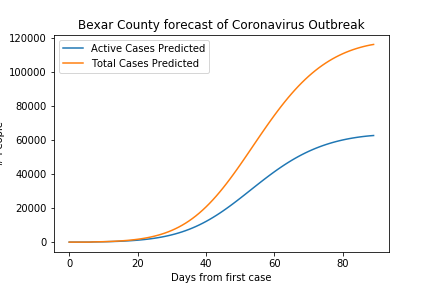 Bexar County forecast of Coronavirus Outbreak
120000
100000
80000
60000
40000
20000
0
Active Cases Predicted
Total Cases Predicted
# People
0 20 40 60 80
Days from first case